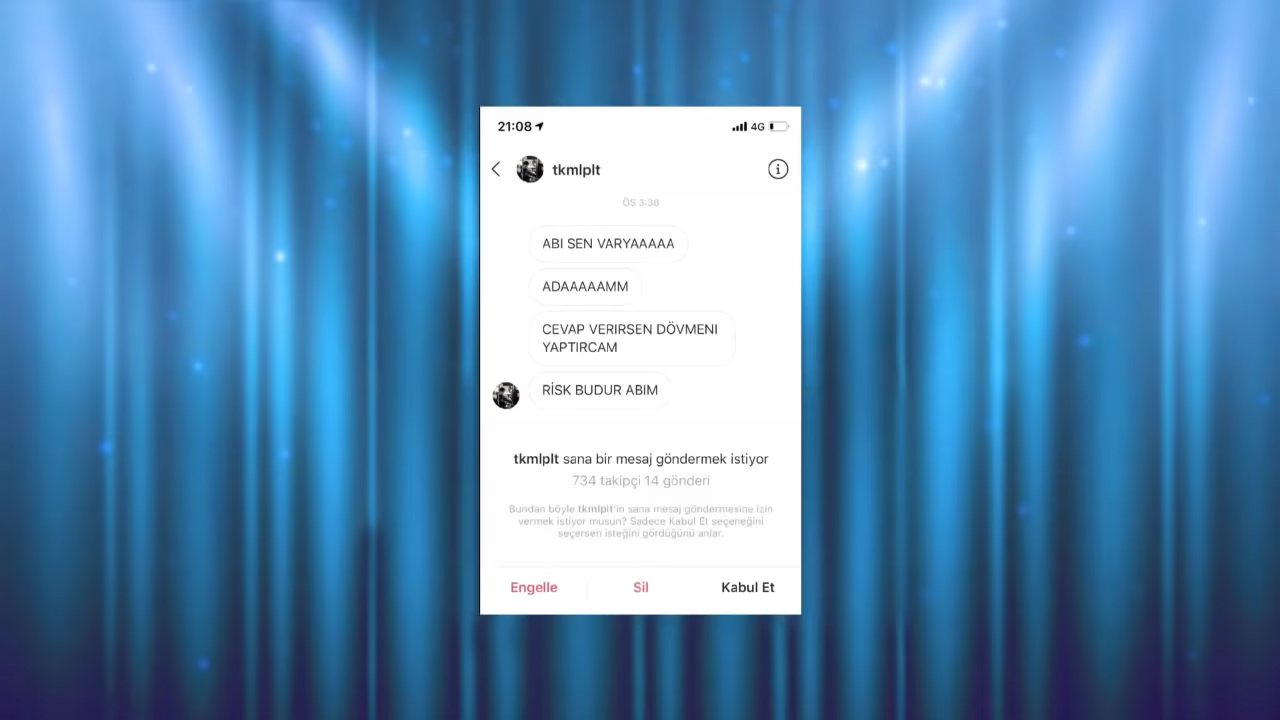 21:08
4G
tkmlplt
ÖS 3:38
ABI SEN VARYAAAAA
ADAAAAAMM
CEVAP VERIRSEN DÖVMENI
YAPTIRCAM
RİSK BUDUR ABIM
tkmlplt sana bir mesaj göndermek istiyor
734 takipçi 14 gönderi
Bundan böyle tkmlplt'in sana mesaj göndermesine izin
vermek istiyor musun? Sadece Kabul Et seçeneğini
seçersen isteğini gördüğünü anlar.
Engelle
Sil
Kabul Et